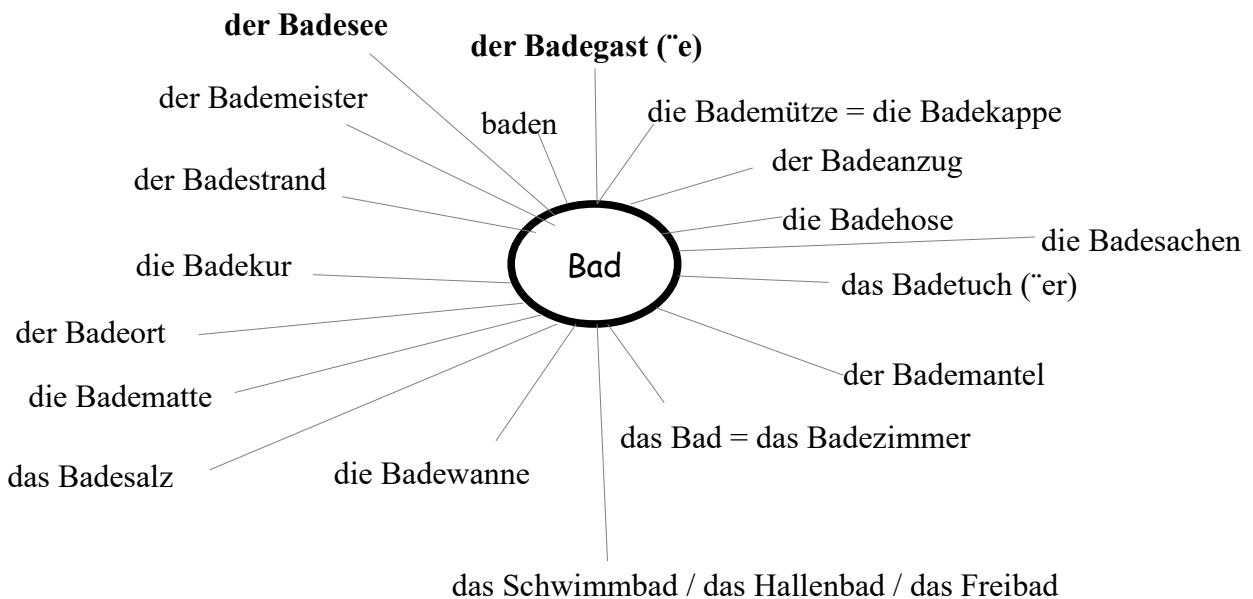 der Badesee
der Badegast (¨e)
der Bademeister
baden
die Bademütze = die Badekappe
der Badeanzug
der Badestrand
die Badehose
die Badesachen
Bad
die Badekur
das Badetuch (¨er)
der Badeort
der Bademantel
die Badematte
das Bad = das Badezimmer
das Badesalz
die Badewanne
das Schwimmbad / das Hallenbad / das Freibad